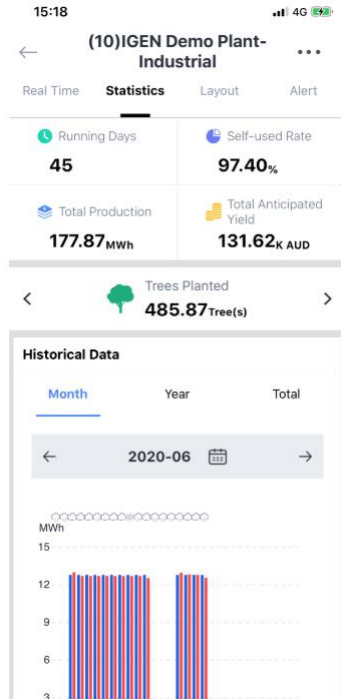 15:18
4G
(10)IGEN Demo Plant-
Industrial
Real Time Statistics Layout Alert
Running Days
45
Self-used Rate
97.40%
Total Production
177.87MWh
Total Anticipated
Yield
131.62K AUD
Trees Planted
485.87Tree(s)
Historical Data
Month Year Total
2020-06
MWh
15
12
9
6
3